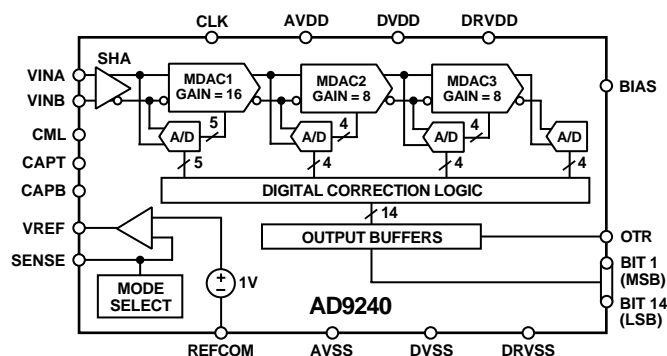 CLK AVDD DVDD DRVDD
SHA
VINA
VINB
MDAC1
GAIN = 16
MDAC2
GAIN = 8
MDAC3
GAIN = 8
BIAS
CML
A/D
5
A/D
4
A/D
4
A/D
CAPT
5
4
4
4
CAPB
DIGITAL CORRECTION LOGIC
14
VREF
OUTPUT BUFFERS
OTR
SENSE
BIT 1
(MSB)
MODE
SELECT
1V
AD9240
BIT 14
(LSB)
REFCOM AVSS DVSS DRVSS